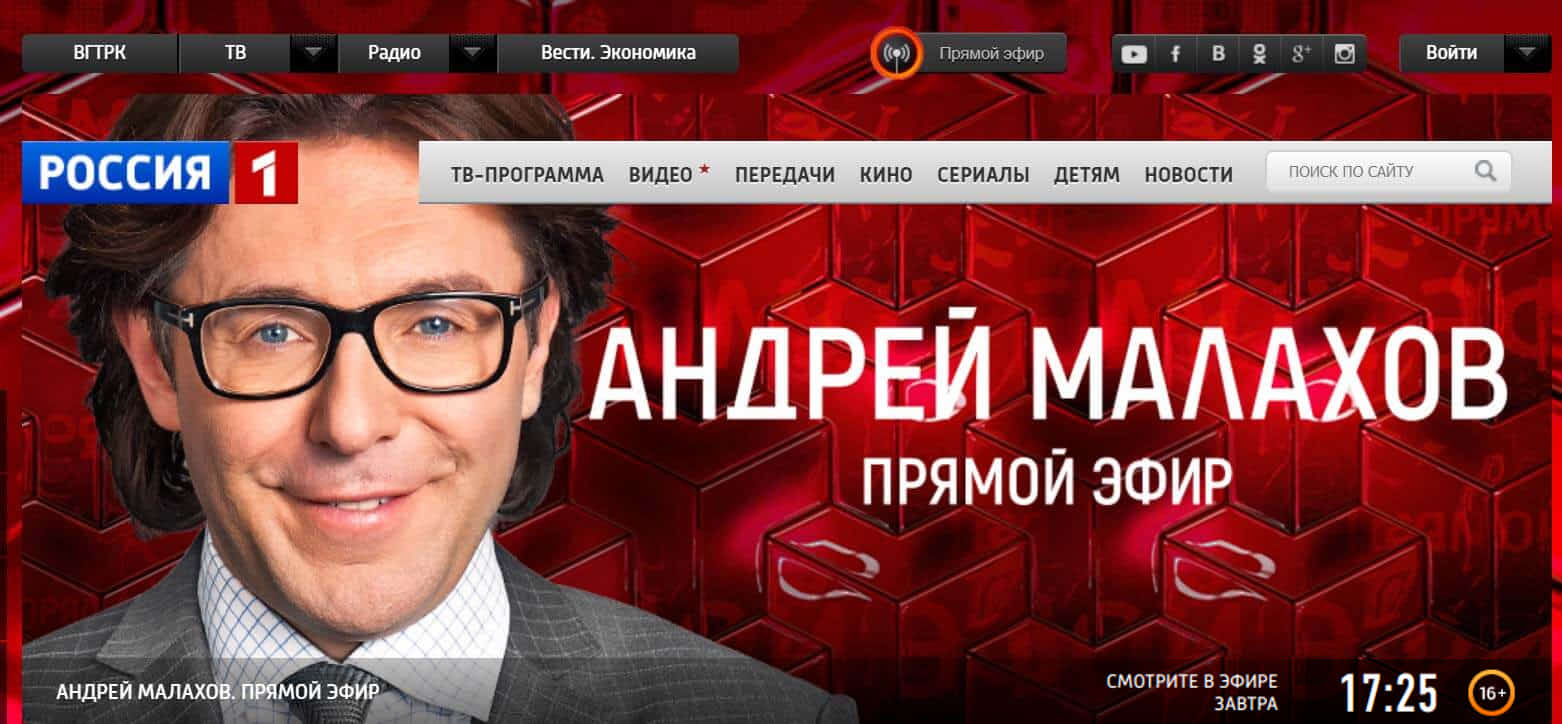 ВГТРК
ТВ
Радио
Вести. Экономика
Прямой эфир
f
B
g+
Войти
РОССИЯ 1
ТВ-ПРОГРАММА
ВИДЕО
ПЕРЕДАЧИ
КИНО
СЕРИАЛЫ
ДЕТЯМ
НОВОСТИ
ПОИСК ПО САЙТУ
АНДРЕЙ МАЛАХОВ
ПРЯМОЙ ЭФИР
АНДРЕЙ МАЛАХОВ. ПРЯМОЙ ЭФИР
СМОТРИТЕ В ЭФИРЕ
ЗАВТРА
17:25
16+